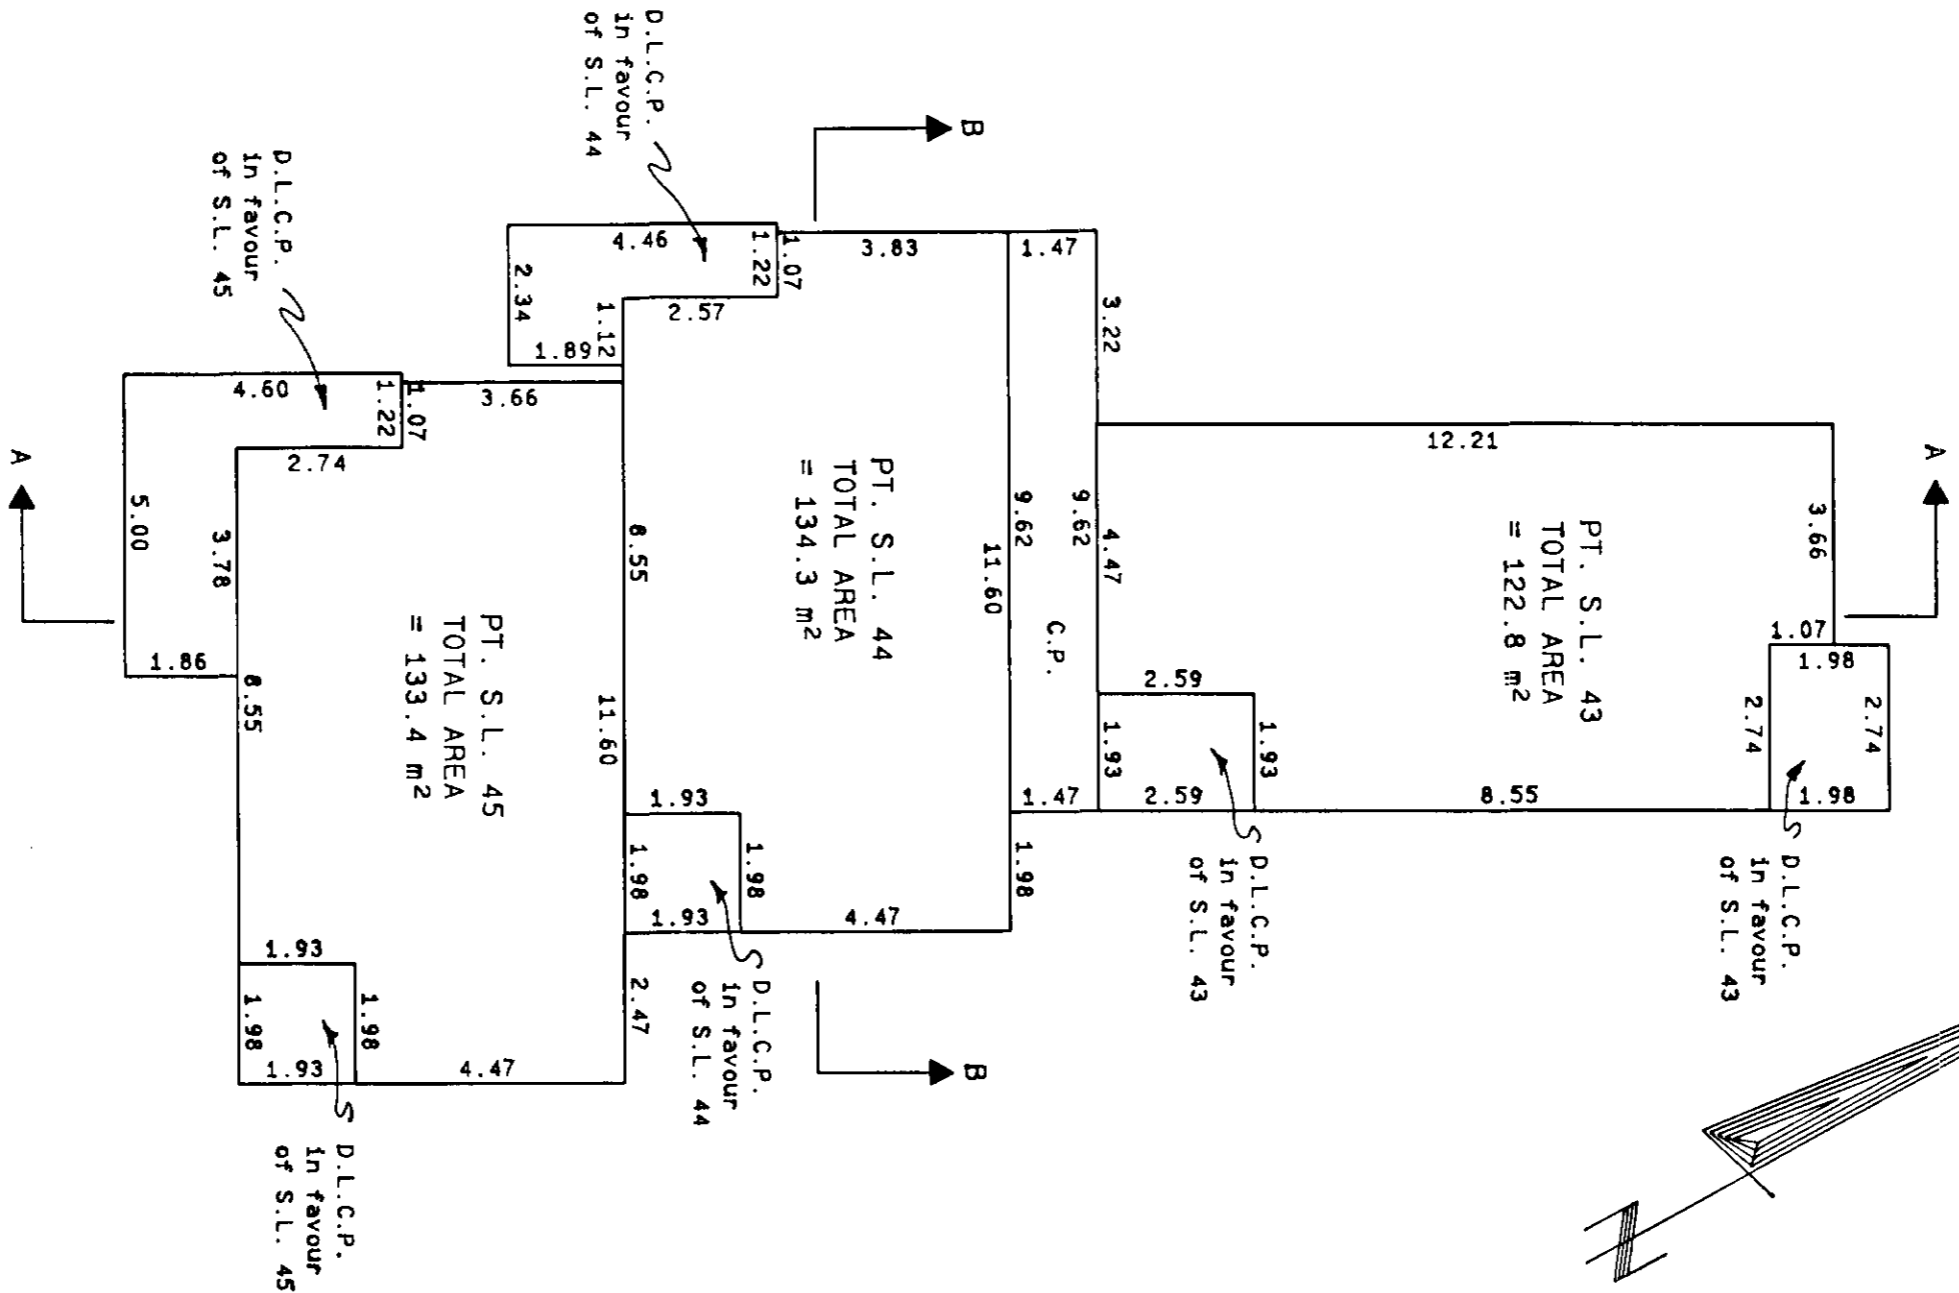 D.L.C.P.
in favour
of S.L. 44
B
D.L.C.P.
in favour
of S.L. 45
4.46
1.22
1.07
3.83
1.47
2.34
1.12
2.57
1.89
3.22
4.60
1.22
1.07
3.66
2.74
12.21
A
A
5.00
3.78
8.55
9.62
9.62
4.47
11.60
3.66
PT. S.L. 44
TOTAL AREA
= 134.3 m²
PT. S.L. 43
TOTAL AREA
= 122.8 m²
PT. S.L. 45
TOTAL AREA
= 133.4 m²
C.P.
1.07
1.98
1.86
8.55
11.60
2.59
1.93
1.93
2.74
2.74
1.93
1.47
2.59
8.55
1.98
1.98
1.98
1.98
1.93
4.47
D.L.C.P.
in favour
of S.L. 43
D.L.C.P.
in favour
of S.L. 43
1.93
1.98
1.98
2.47
1.93
4.47
D.L.C.P.
in favour
of S.L. 44
B
D.L.C.P.
in favour
of S.L. 45
N